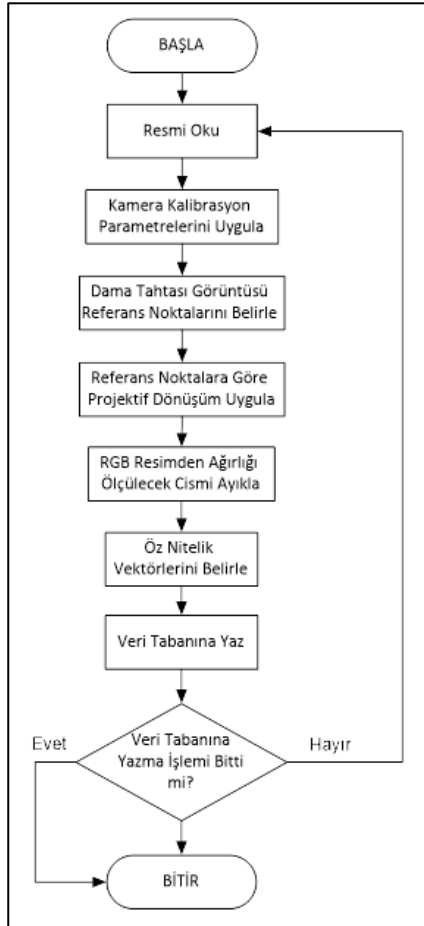 BAŞLA
Resmi Oku
Kamera Kalibrasyon
Parametrelerini Uygula
Dama Tahtası Görüntüsü
Referans Noktalarını Belirle
Referans Noktalara Göre
Projektif Dönüşüm Uygula
RGB Resimden Ağırlığı
Ölçülecek Cismi Ayıkla
Öz Nitelik
Vektörlerini Belirle
Veri Tabanına Yaz
Evet
Hayır
Veri Tabanına
Yazma İşlemi Bitti
mi?
BİTİR